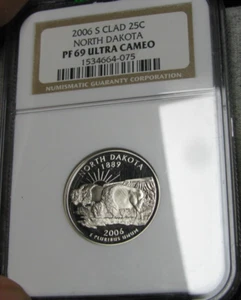 2006 S CLAD 25C
NORTH DAKOTA
PF 69 ULTRA CAMEO
1534664-075
NUMISMATIC GUARANTY CORPORATION
NORTH DAKOTA
1889
2006
E PLURIBUS UNUM